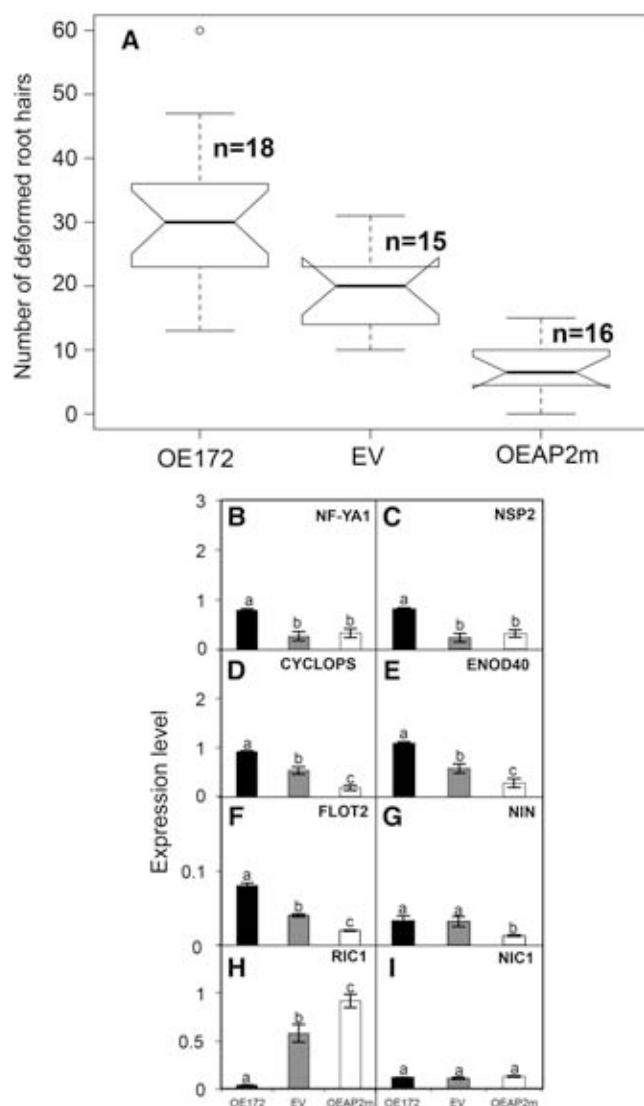 A
Number of deformed root hairs
60
50
40
30
20
10
0
n=18
n=15
n=16
OE172 EV OEAP2m
Expression level
B NF-YA1
3
2
1
0
a b b
C NSP2
a b b
D CYCLOPS
2
1
0
a b c
E ENOD40
a b c
F FLOT2
0.1
0
a b c
G NIN
a a b
H RIC1
1
0.5
0
a b c
I NIC1
a a a
OE172 EV OEAP2m OE172 EV OEAP2m